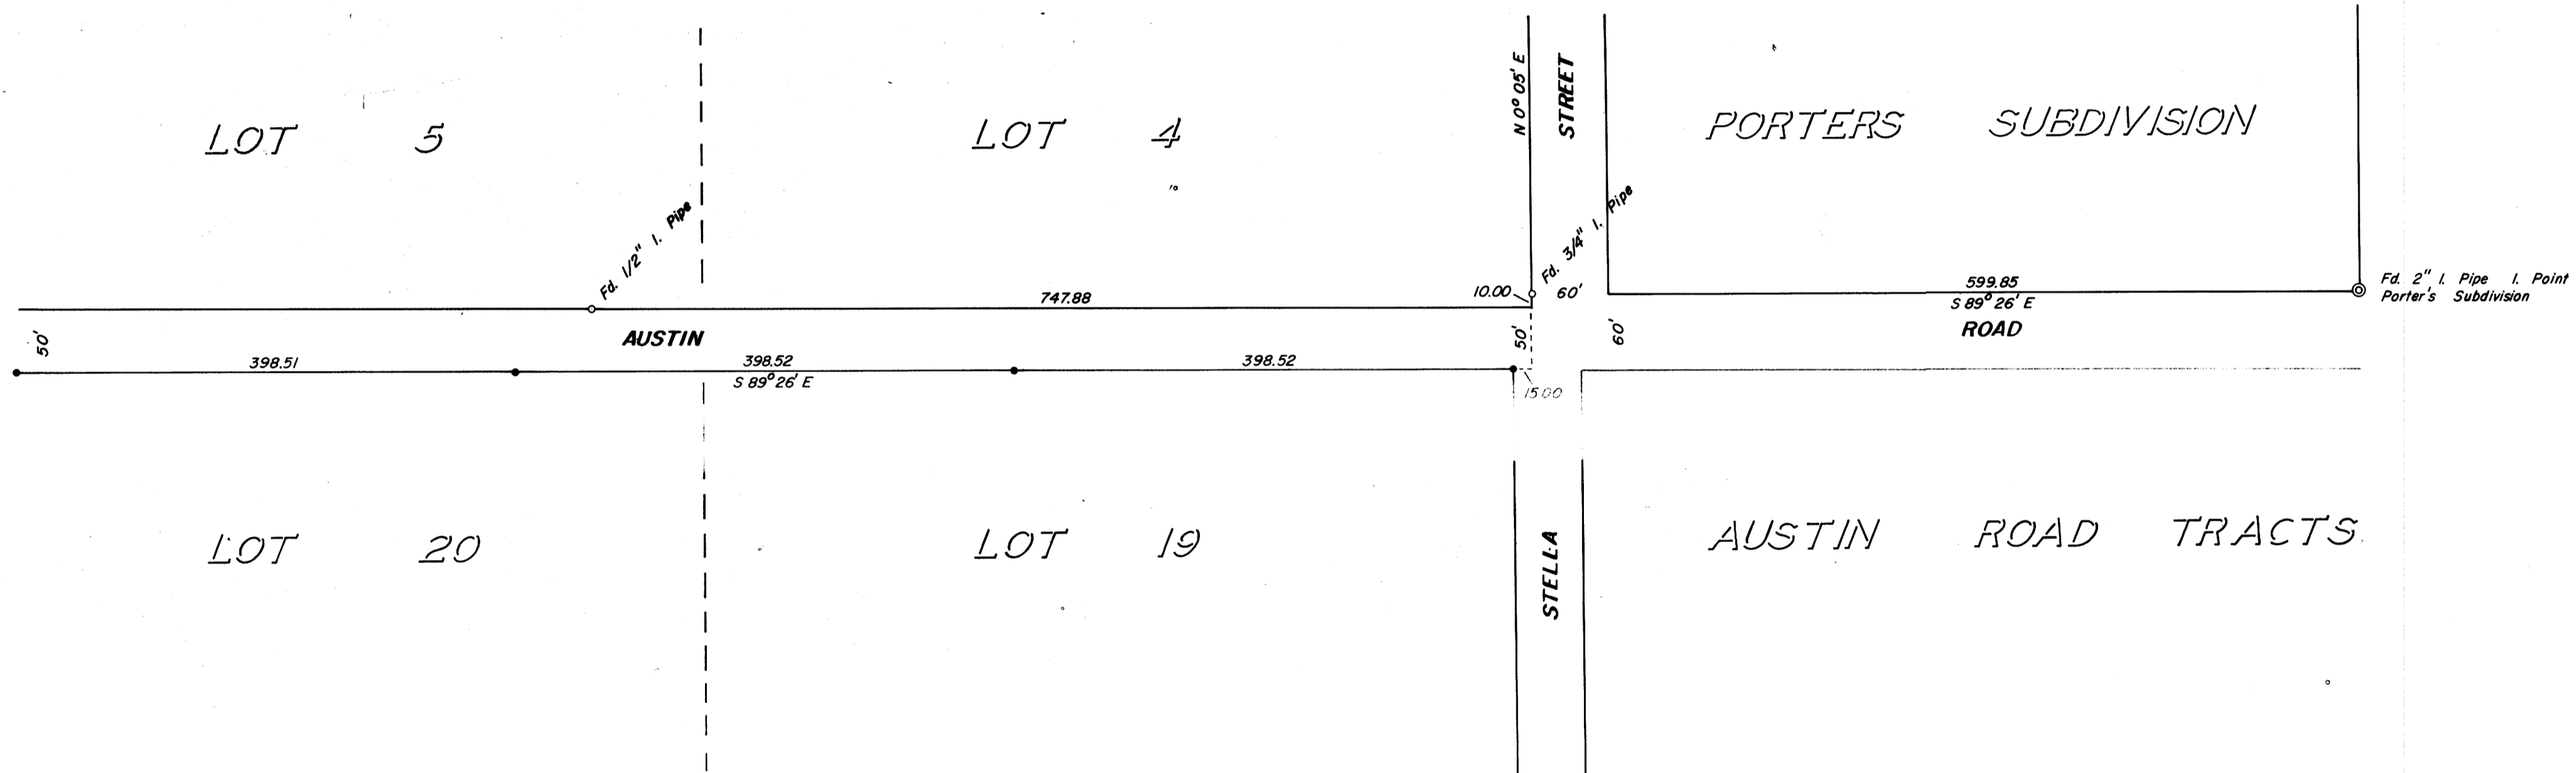 LOT 5
LOT 4
N 0° 05' E
STREET
PORTERS SUBDIVISION
Fd. 1/2" I. Pipe
Fd. 3/4" I. Pipe
747.88
10.00
60'
599.85
S 89° 26' E
Fd. 2" I. Pipe I. Point
Porter's Subdivision
50'
AUSTIN
50'
60'
ROAD
398.51
398.52
S 89° 26' E
398.52
15.00
LOT 20
LOT 19
STELLA
AUSTIN ROAD TRACTS